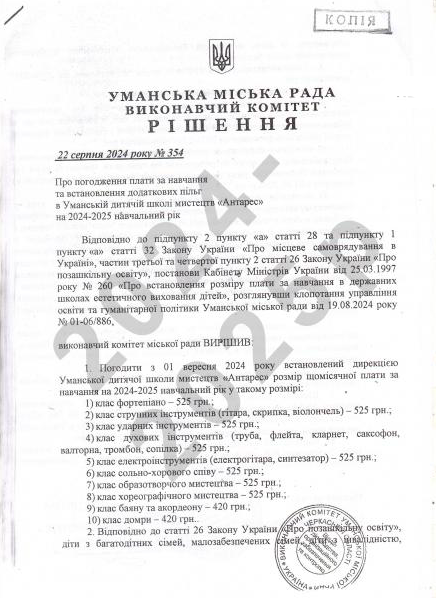 КОПІЯ
УМАНСЬКА МІСЬКА РАДА
ВИКОНАВЧИЙ КОМІТЕТ
РІШЕННЯ
22 серпня 2024 року № 354
Про погодження плати за навчання
та встановлення додаткових пільг
в Уманській дитячій школі мистецтв «Антарес»
на 2024-2025 навчальний рік
Відповідно до підпункту 2 пункту «а» статті 28 та підпункту 1
пункту «а» статті 32 Закону України «Про місцеве самоврядування в
Україні», частин третьої та четвертої пункту 2 статті 26 Закону України «Про
позашкільну освіту», постанови Кабінету Міністрів України від 25.03.1997
року № 260 «Про встановлення розміру плати за навчання в державних
школах естетичного виховання дітей», розглянувши клопотання управління
освіти та гуманітарної політики Уманської міської ради від 19.08.2024 року
№ 01-06/886,
виконавчий комітет міської ради ВИРІШИВ:
1. Погодити з 01 вересня 2024 року встановлений дирекцією
Уманської дитячої школи мистецтв «Антарес» розмір щомісячної плати за
навчання на 2024-2025 навчальний рік у такому розмірі:
1) клас фортепіано – 525 грн.;
2) клас струнних інструментів (гітара, скрипка, віолончель) – 525 грн.;
3) клас ударних інструментів – 525 грн.;
4) клас духових інструментів (труба, флейта, кларнет, саксофон,
валторна, тромбон, сопілка) – 525 грн.;
5) клас електроінструментів (електрогітара, синтезатор) – 525 грн.;
6) клас сольно-хорового співу – 525 грн.;
7) клас образотворчого мистецтва – 525 грн.;
8) клас хореографічного мистецтва – 525 грн.;
9) клас баяну та акордеону – 420 грн.;
10) клас домри – 420 грн..
2. Відповідно до статті 26 Закону України «Про позашкільну освіту»,
діти з багатодітних сімей, малозабезпечених сімей, діти з інвалідністю,
2024-
2025